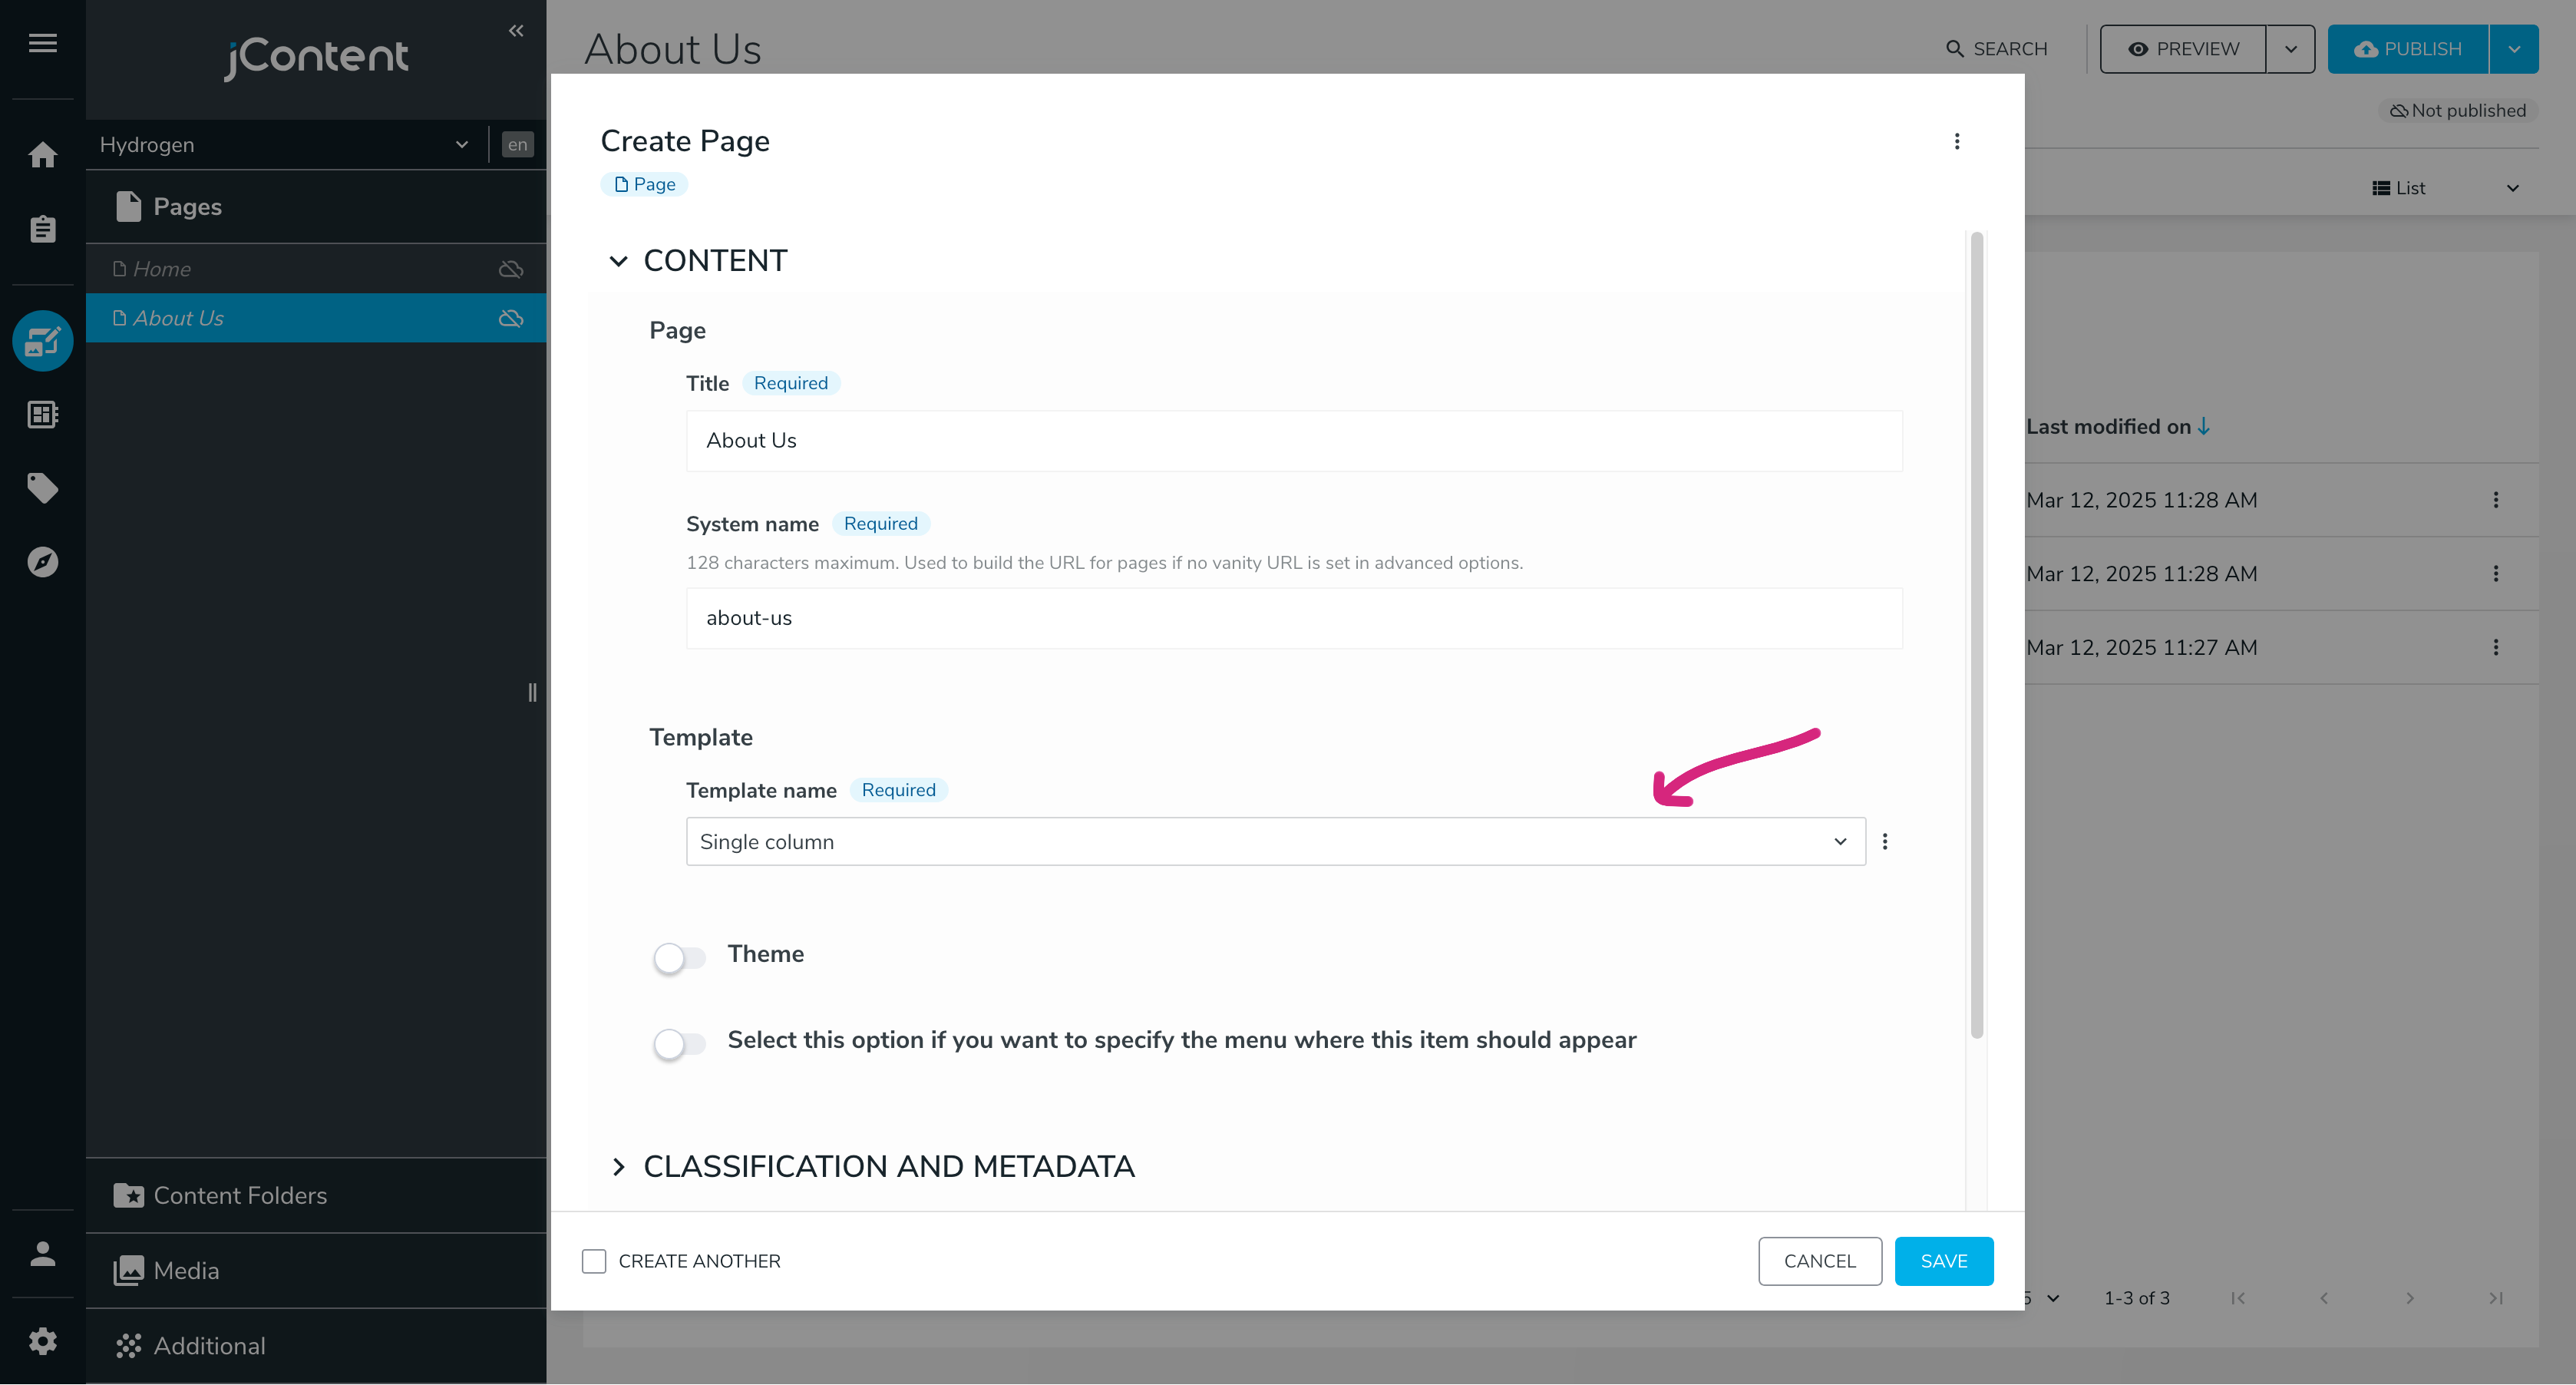 jContent
Hydrogen
en
Pages
Home
About Us
Content Folders
Media
Additional
About Us
SEARCH
PREVIEW
PUBLISH
Not published
List
Create Page
Page
CONTENT
Page
Title Required
About Us
System name Required
128 characters maximum. Used to build the URL for pages if no vanity URL is set in advanced options.
about-us
Template
Template name Required
Single column
Theme
Select this option if you want to specify the menu where this item should appear
CLASSIFICATION AND METADATA
CREATE ANOTHER
CANCEL
SAVE
Last modified on
Mar 12, 2025 11:28 AM
Mar 12, 2025 11:28 AM
Mar 12, 2025 11:27 AM
1-3 of 3